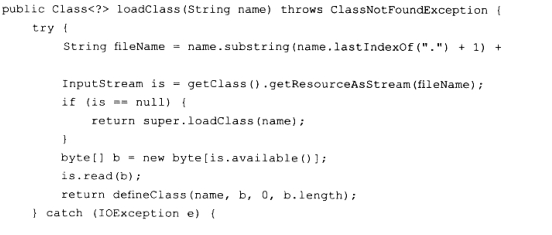 public Class<?> loadClass(String name) throws ClassNotFoundException {
try {
String fileName = name.substring(name.lastIndexOf(".") + 1) +
InputStream is = getClass().getResourceAsStream(fileName);
if (is == null) {
return super.loadClass(name);
}
byte[] b = new byte[is.available()];
is.read(b);
return defineClass(name, b, 0, b.length);
} catch (IOException e) {